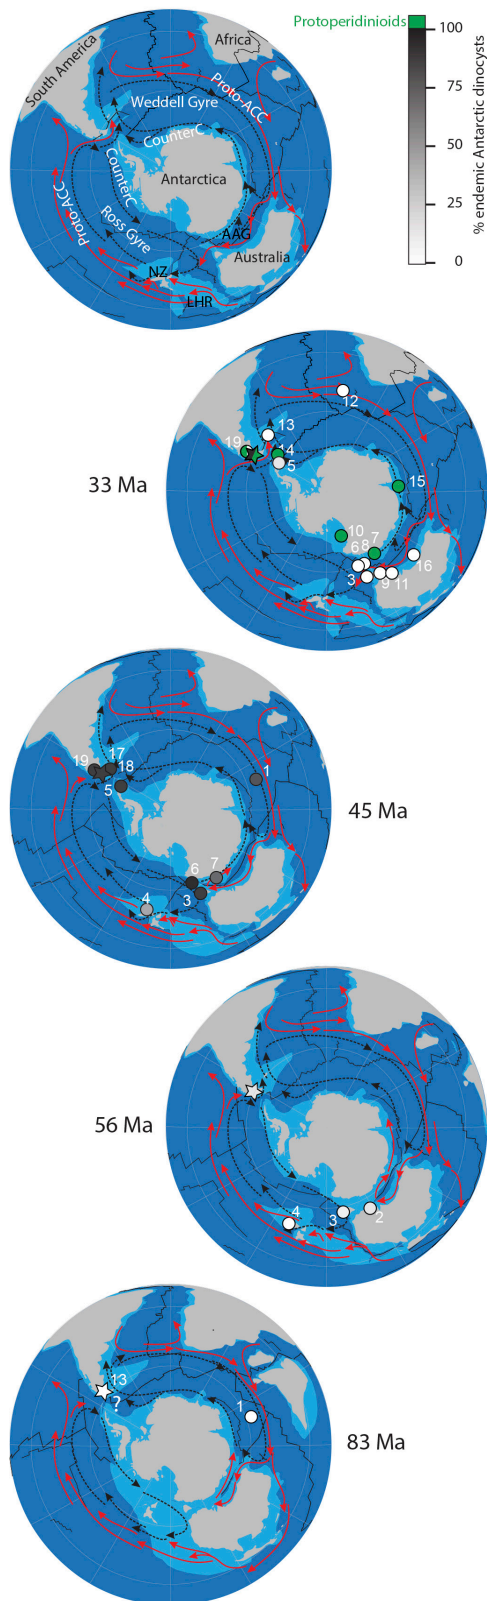 Protoperidinioids
100
75
50
25
0
% endemic Antarctic dinocysts
South America
Africa
Weddell Gyre
Proto-ACC
CounterC
CounterC
Antarctica
Proto ACC
Ross Gyre
AAG
Australia
NZ
LHR
33 Ma
12
13
19
14
5
15
10
6
8
7
16
3
9
11
45 Ma
17
19
18
5
1
6
7
4
3
56 Ma
4
3
2
83 Ma
13
?
1